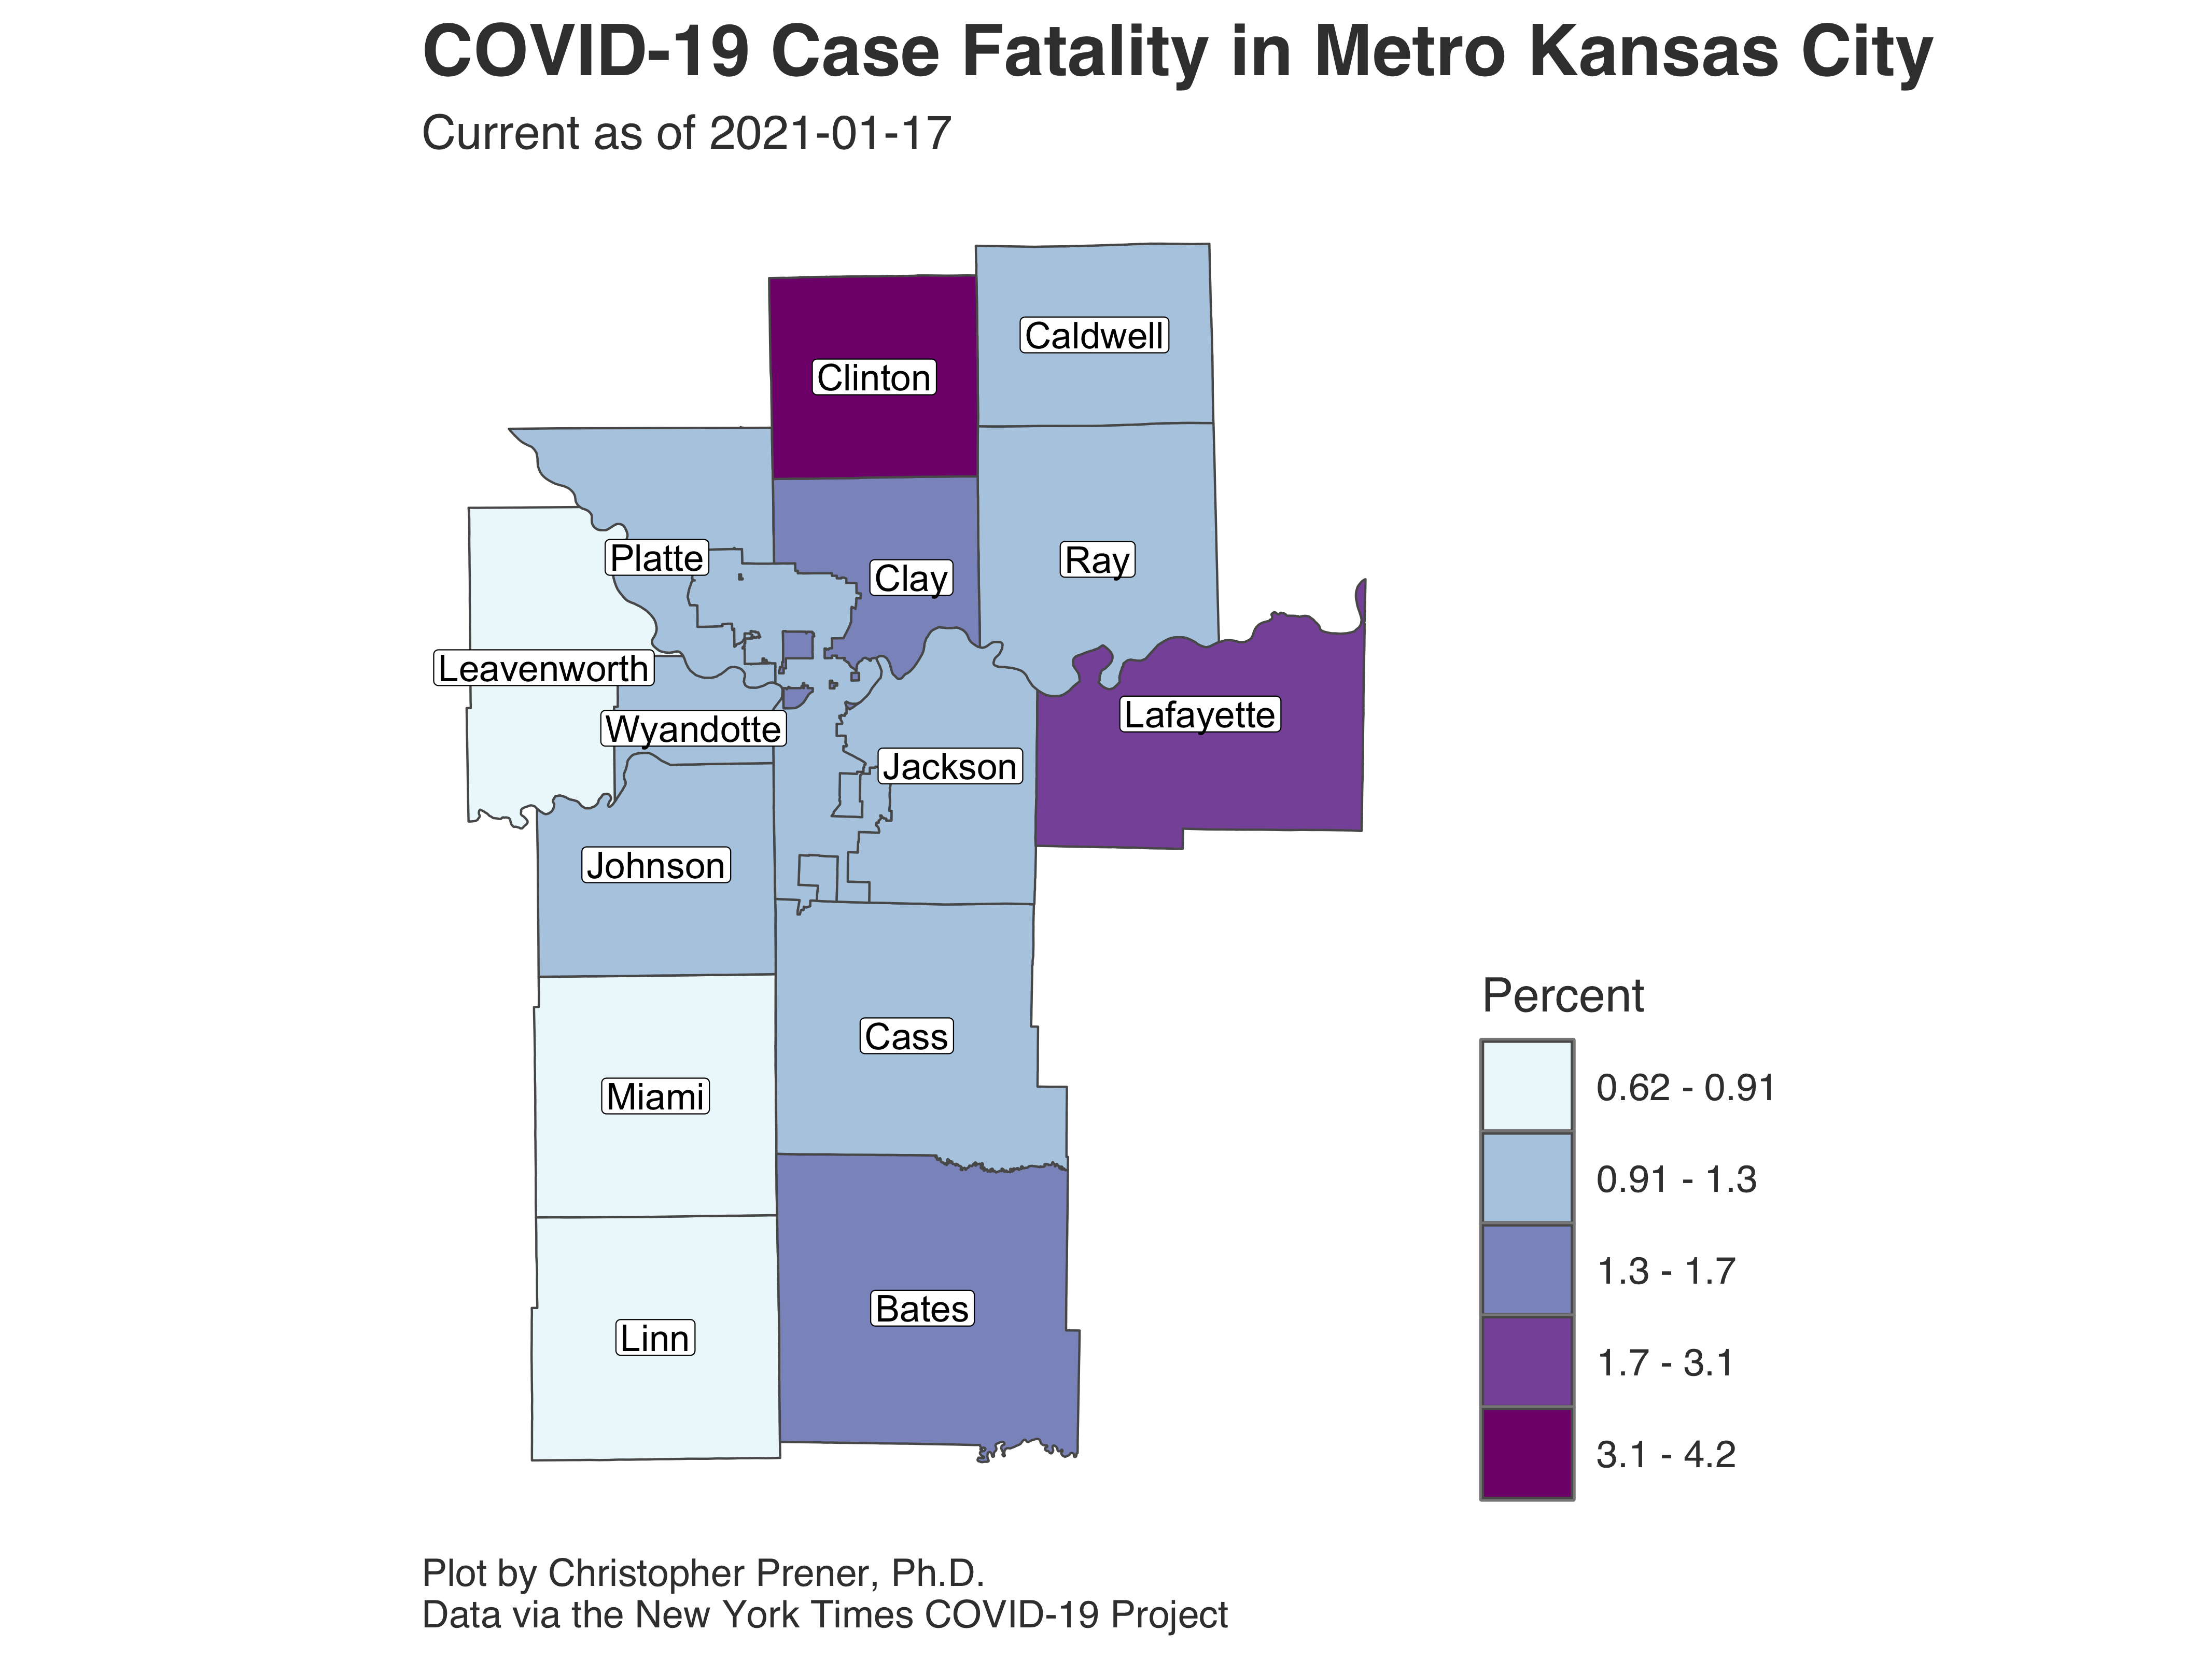 COVID-19 Case Fatality in Metro Kansas City
Current as of 2021-01-17
Caldwell
Clinton
Platte
Clay
Ray
Leavenworth
Lafayette
Wyandotte
Jackson
Johnson
Cass
Miami
Bates
Linn
Percent
0.62 - 0.91
0.91 - 1.3
1.3 - 1.7
1.7 - 3.1
3.1 - 4.2
Plot by Christopher Prener, Ph.D.
Data via the New York Times COVID-19 Project